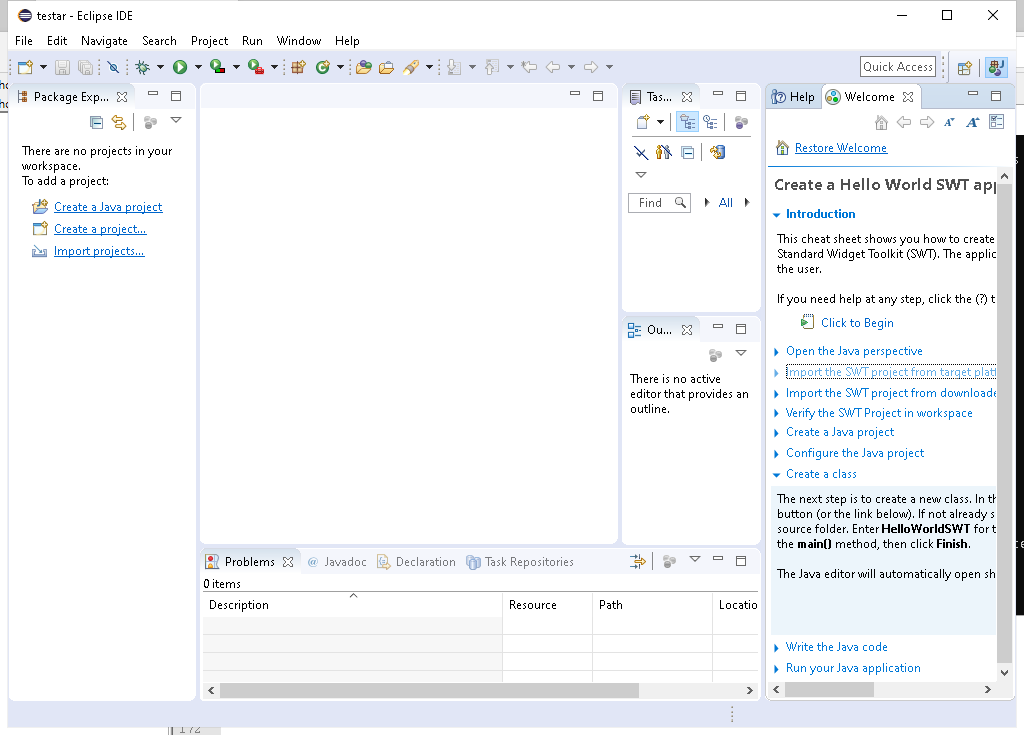 testar - Eclipse IDE
File Edit Navigate Search Project Run Window Help
Quick Access
Package Exp...
There are no projects in your
workspace.
To add a project:
Create a Java project
Create a project...
Import projects...
Tas...
Find
All
Ou...
There is no active
editor that provides an
outline.
Help
Welcome
Restore Welcome
Create a Hello World SWT app
Introduction
This cheat sheet shows you how to create
Standard Widget Toolkit (SWT). The applic
the user.
If you need help at any step, click the (?) t
Click to Begin
Open the Java perspective
Import the SWT project from target platf
Import the SWT project from downloade
Verify the SWT Project in workspace
Create a Java project
Configure the Java project
Create a class
The next step is to create a new class. In th
button (or the link below). If not already s
source folder. Enter HelloWorldSWT for t
the main() method, then click Finish.
The Java editor will automatically open sh
Write the Java code
Run your Java application
Problems
@ Javadoc
Declaration
Task Repositories
0 items
Description Resource Path Locatio
172